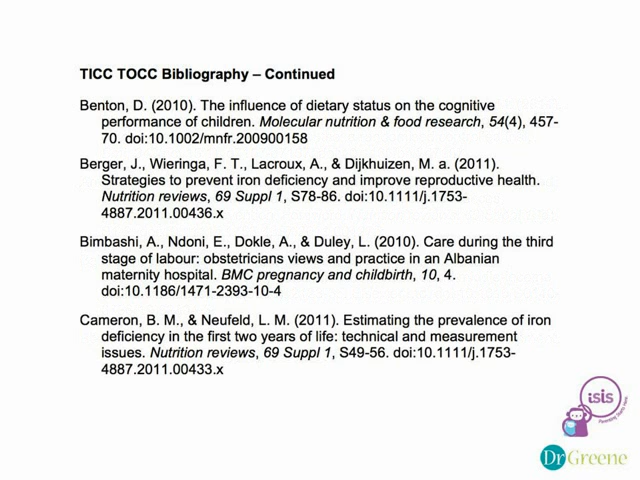 TICC TOCC Bibliography – Continued
Benton, D. (2010). The influence of dietary status on the cognitive
performance of children. Molecular nutrition & food research, 54(4), 457-
70. doi:10.1002/mnfr.200900158
Berger, J., Wieringa, F. T., Lacroux, A., & Dijkhuizen, M. a. (2011).
Strategies to prevent iron deficiency and improve reproductive health.
Nutrition reviews, 69 Suppl 1, S78-86. doi:10.1111/j.1753-
4887.2011.00436.x
Bimbashi, A., Ndoni, E., Dokle, A., & Duley, L. (2010). Care during the third
stage of labour: obstetricians views and practice in an Albanian
maternity hospital. BMC pregnancy and childbirth, 10, 4.
doi:10.1186/1471-2393-10-4
Cameron, B. M., & Neufeld, L. M. (2011). Estimating the prevalence of iron
deficiency in the first two years of life: technical and measurement
issues. Nutrition reviews, 69 Suppl 1, S49-56. doi:10.1111/j.1753-
4887.2011.00433.x
isis
DrGreene